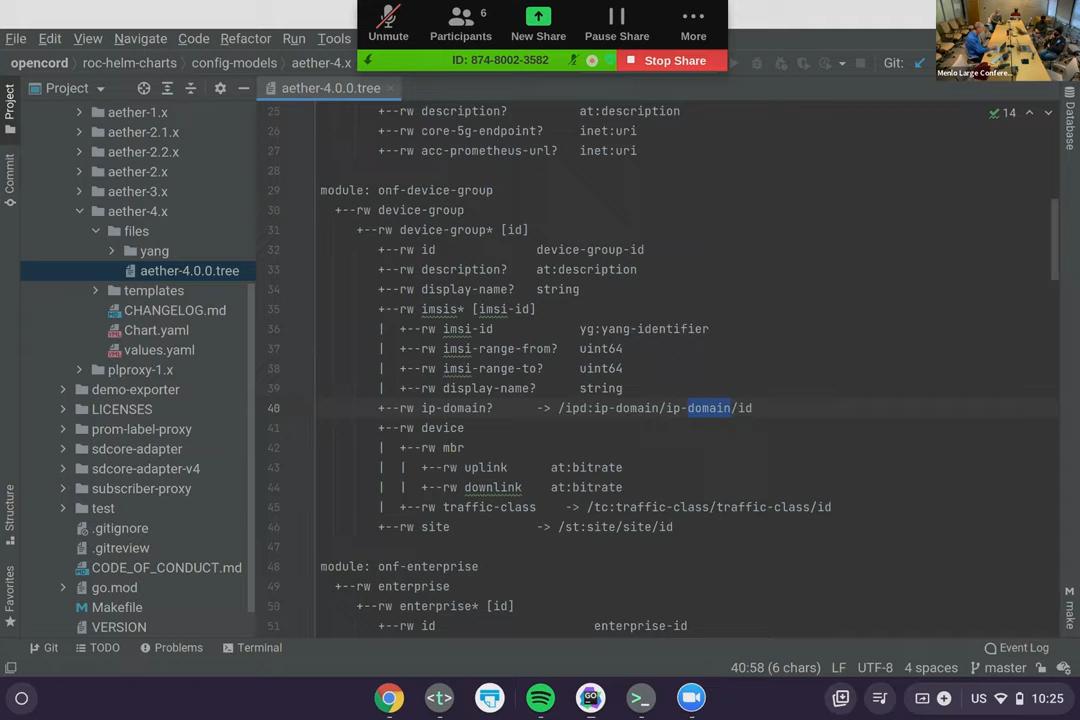 Unmute
Participants 6
New Share
Pause Share
More
ID: 874-8002-3582
Stop Share
Menlo Large Confere...
File Edit View Navigate Code Refactor Run Tools
opencord roc-helm-charts config-models aether-4.x
Git:
Project
aether-4.0.0.tree
Project
Commit
Structure
Favorites
aether-1.x
aether-2.1.x
aether-2.2.x
aether-2.x
aether-3.x
aether-4.x
files
yang
aether-4.0.0.tree
templates
CHANGELOG.md
Chart.yaml
values.yaml
plproxy-1.x
demo-exporter
LICENSES
prom-label-proxy
sdcore-adapter
sdcore-adapter-v4
subscriber-proxy
test
.gitignore
.gitreview
CODE_OF_CONDUCT.md
go.mod
Makefile
VERSION
14
25 +--rw description? at:description
26 +--rw core-5g-endpoint? inet:uri
27 +--rw acc-prometheus-url? inet:uri
28
29 module: onf-device-group
30 +--rw device-group
31 +--rw device-group* [id]
32 +--rw id device-group-id
33 +--rw description? at:description
34 +--rw display-name? string
35 +--rw imsis* [imsi-id]
36 | +--rw imsi-id yg:yang-identifier
37 | +--rw imsi-range-from? uint64
38 | +--rw imsi-range-to? uint64
39 | +--rw display-name? string
40 +--rw ip-domain? -> /ipd:ip-domain/ip-domain/id
41 +--rw device
42 | +--rw mbr
43 | | +--rw uplink at:bitrate
44 | | +--rw downlink at:bitrate
45 | +--rw traffic-class -> /tc:traffic-class/traffic-class/id
46 +--rw site -> /st:site/site/id
47
48 module: onf-enterprise
49 +--rw enterprise
50 +--rw enterprise* [id]
51 +--rw id enterprise-id
Database
make
Git TODO Problems Terminal
Event Log
40:58 (6 chars) LF UTF-8 4 spaces master
US 10:25